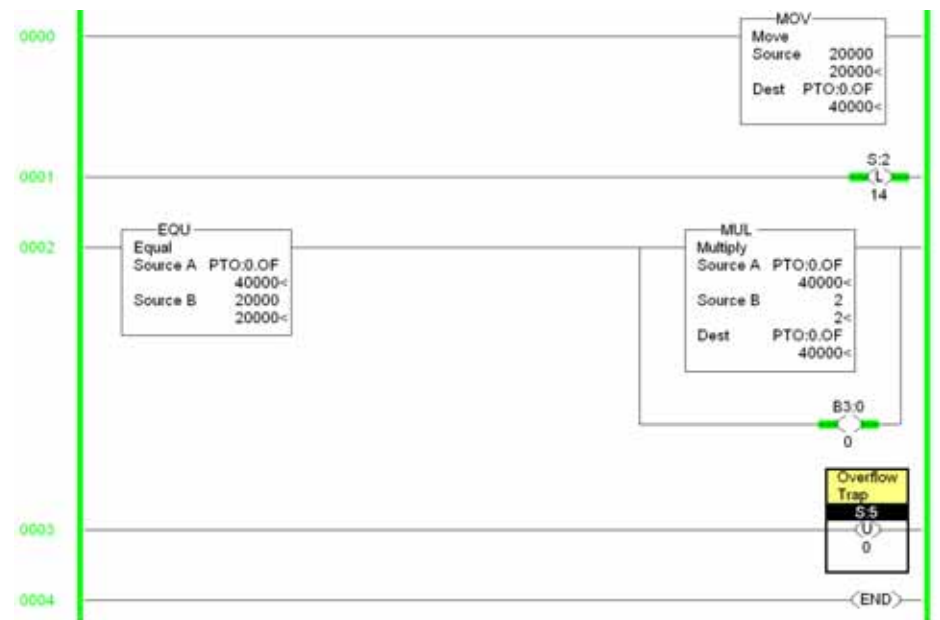 0000
MOV
Move
Source 20000
20000<
Dest PTO:0.OF
40000<
0001
S:2
L
14
0002
EQU
Equal
Source A PTO:0.OF
40000<
Source B 20000
20000<
MUL
Multiply
Source A PTO:0.OF
40000<
Source B 2
2<
Dest PTO:0.OF
40000<
B3:0
0
Overflow
Trap
0003
S:5
U
0
0004
END